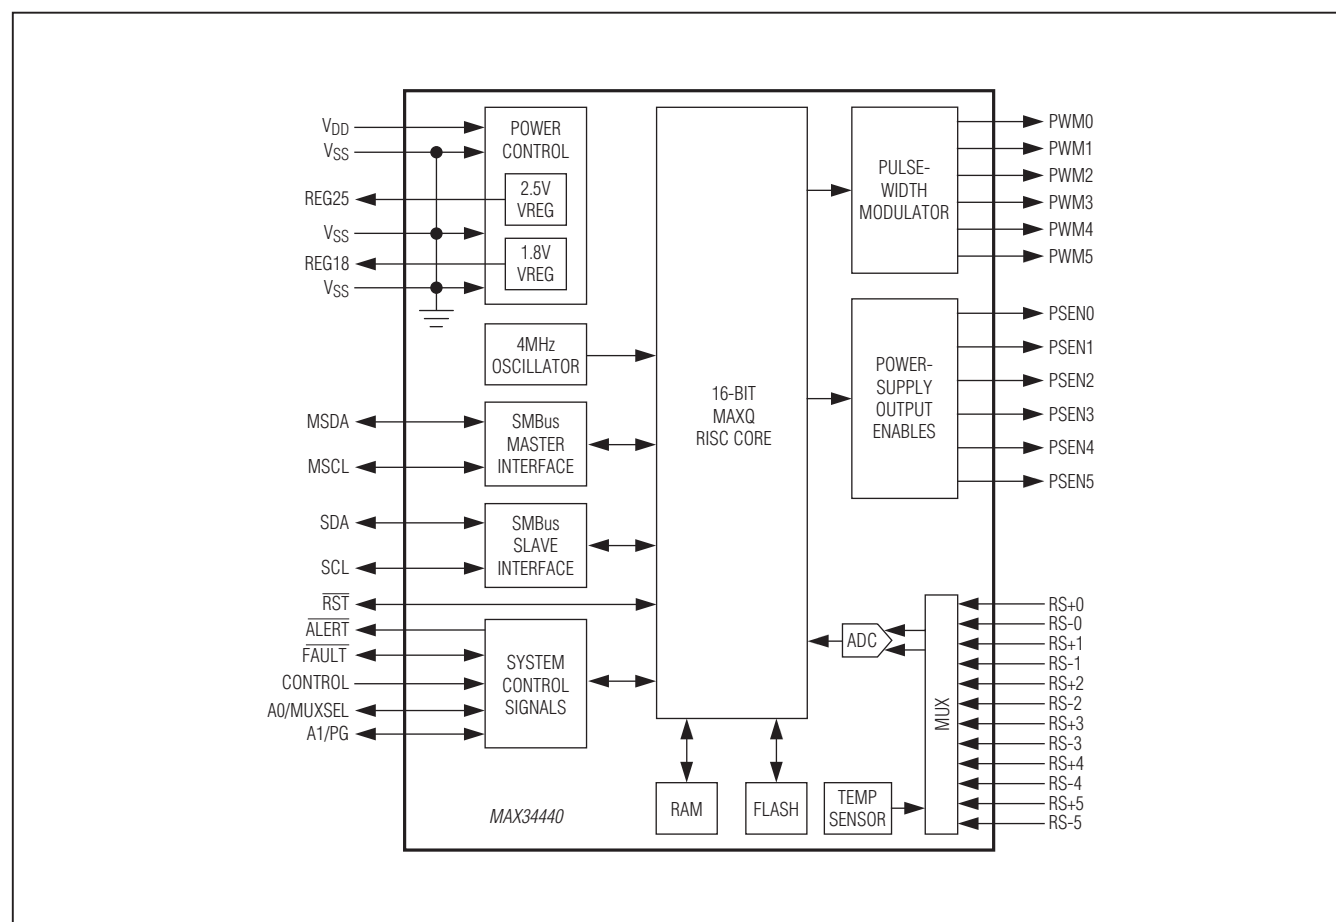 VDD
VSS
REG25
VSS
REG18
VSS
POWER
CONTROL
2.5V
VREG
1.8V
VREG
4MHz
OSCILLATOR
MSDA
MSCL
SMBus
MASTER
INTERFACE
SDA
SCL
SMBus
SLAVE
INTERFACE
RST
ALERT
FAULT
CONTROL
A0/MUXSEL
A1/PG
SYSTEM
CONTROL
SIGNALS
16-BIT
MAXQ
RISC CORE
PULSE-
WIDTH
MODULATOR
PWM0
PWM1
PWM2
PWM3
PWM4
PWM5
POWER-
SUPPLY
OUTPUT
ENABLES
PSEN0
PSEN1
PSEN2
PSEN3
PSEN4
PSEN5
ADC
MUX
RS+0
RS-0
RS+1
RS-1
RS+2
RS-2
RS+3
RS-3
RS+4
RS-4
RS+5
RS-5
RAM
FLASH
TEMP
SENSOR
MAX34440